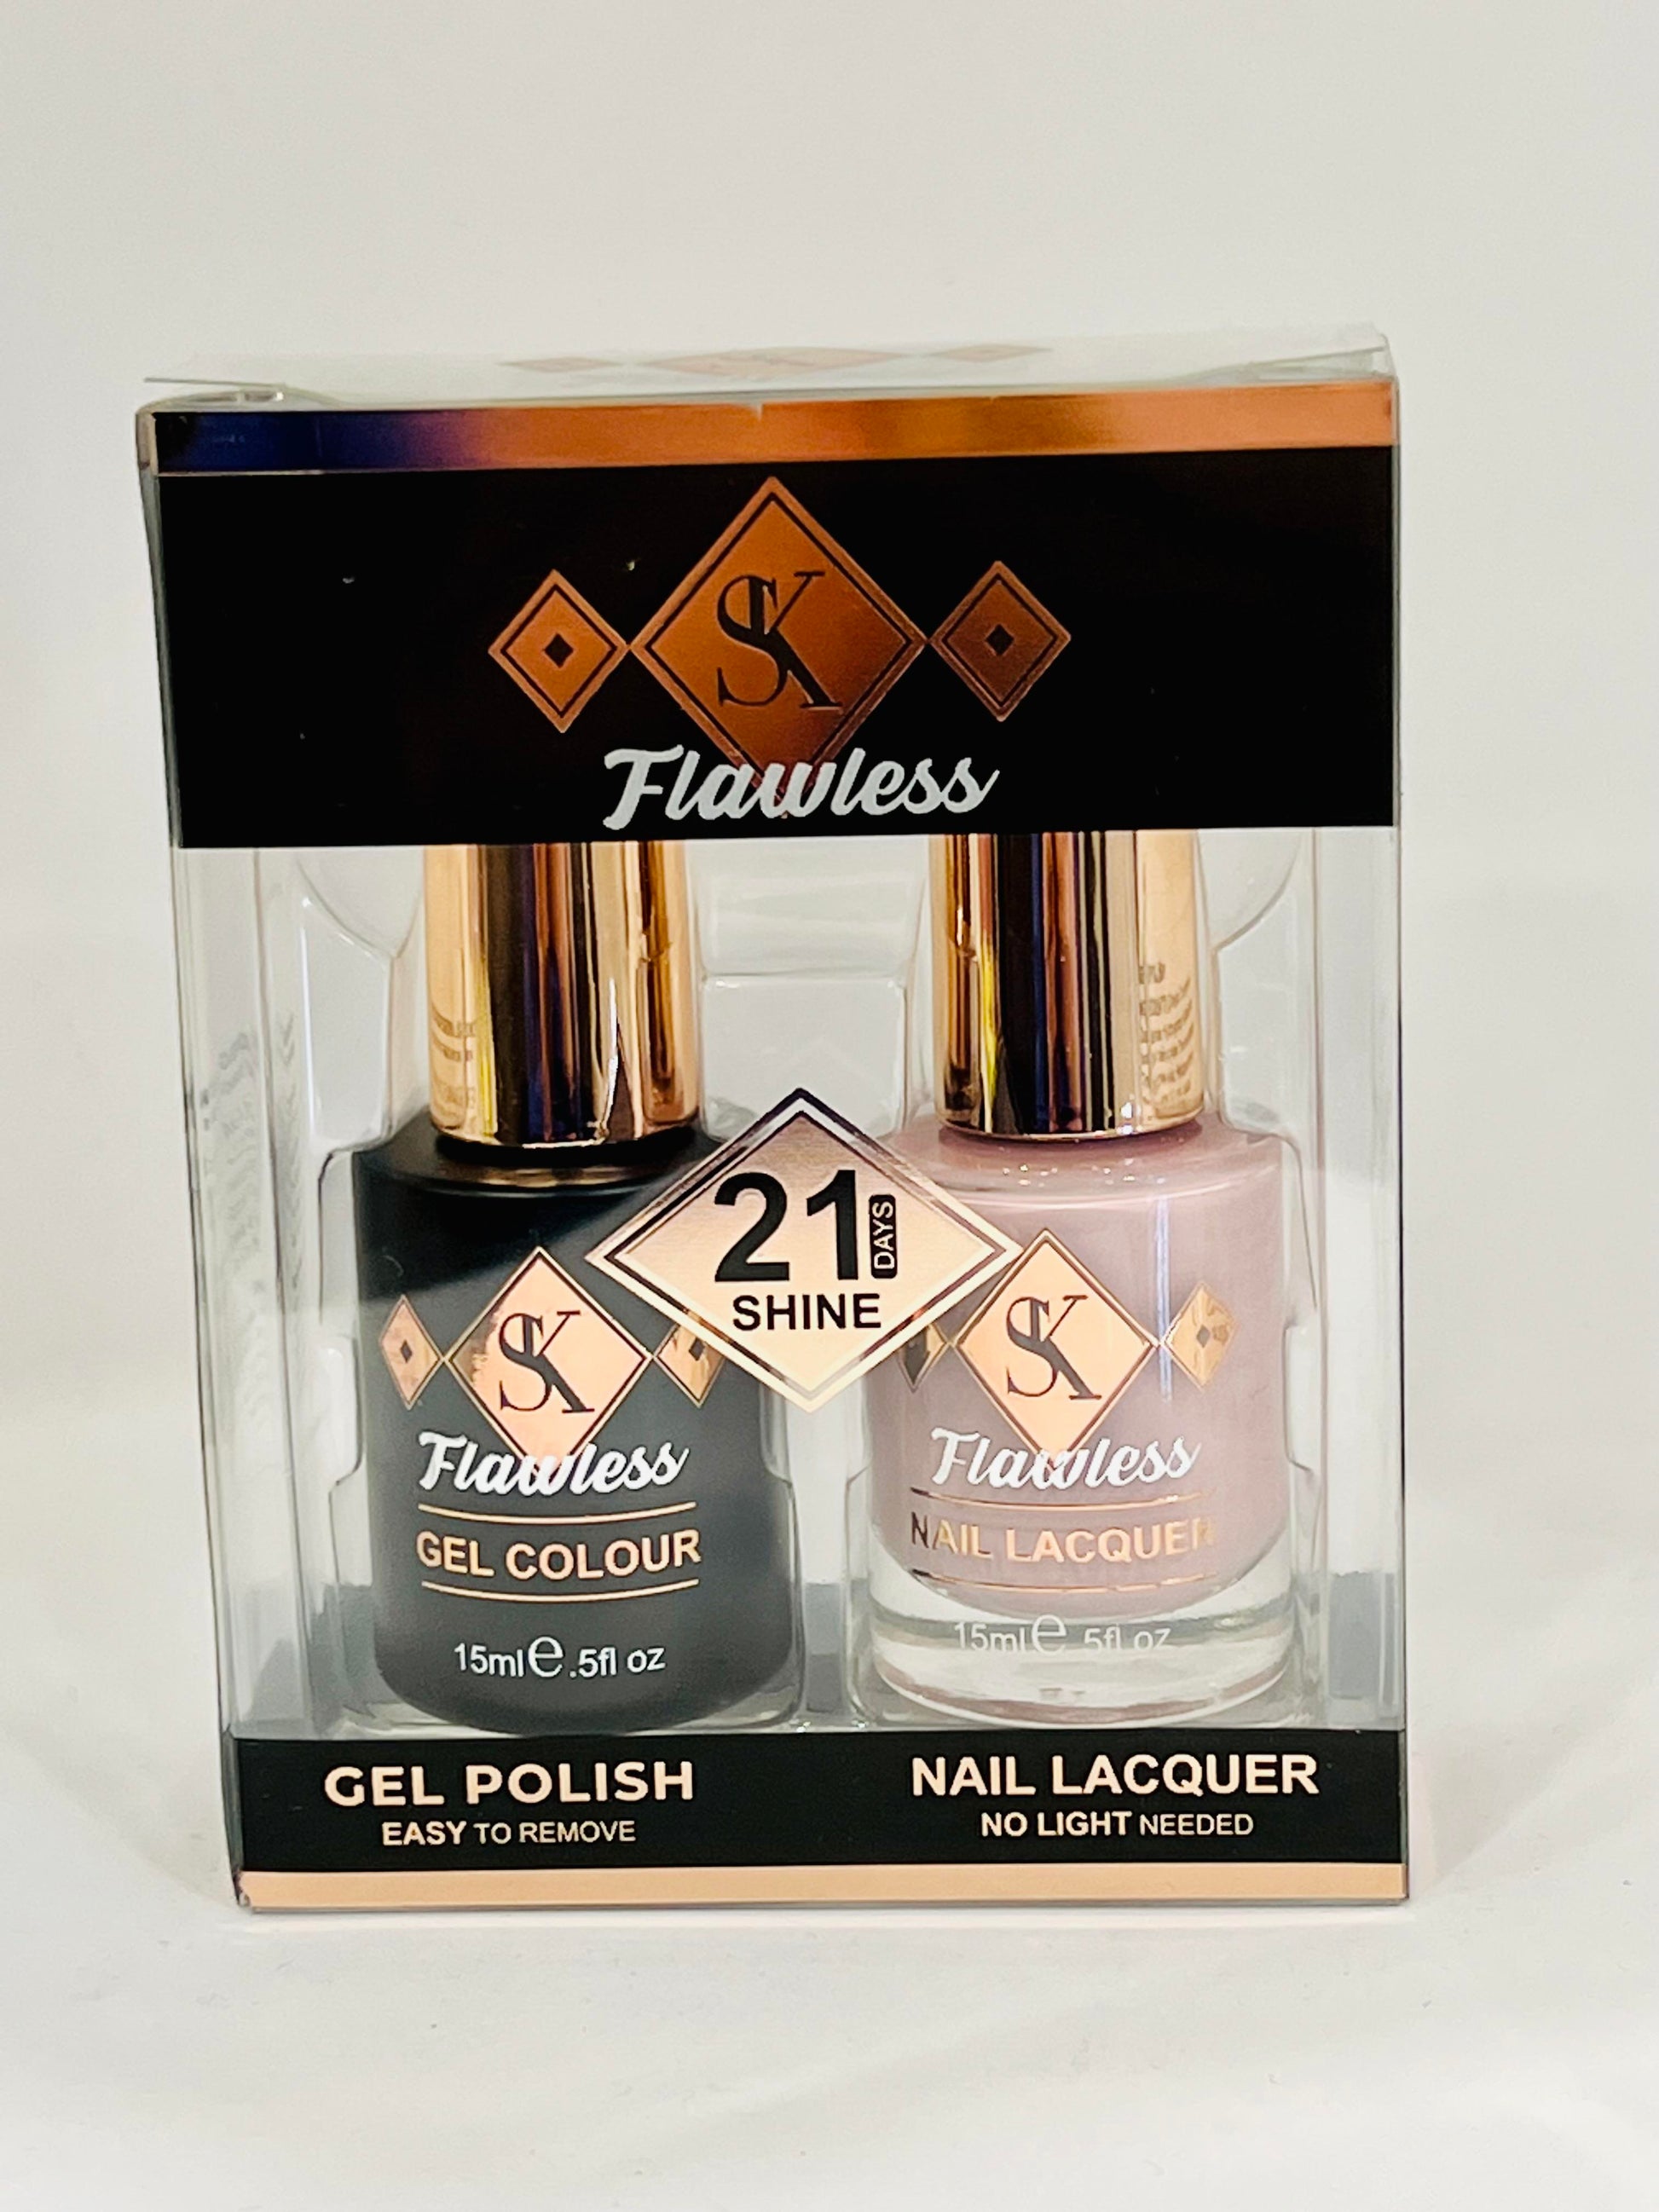 SK
Flawless
21 DAYS
SHINE
SK
Flawless
GEL COLOUR
15ml e .5fl oz
SK
Flawless
NAIL LACQUER
15ml e .5fl oz
GEL POLISH
EASY TO REMOVE
NAIL LACQUER
NO LIGHT NEEDED